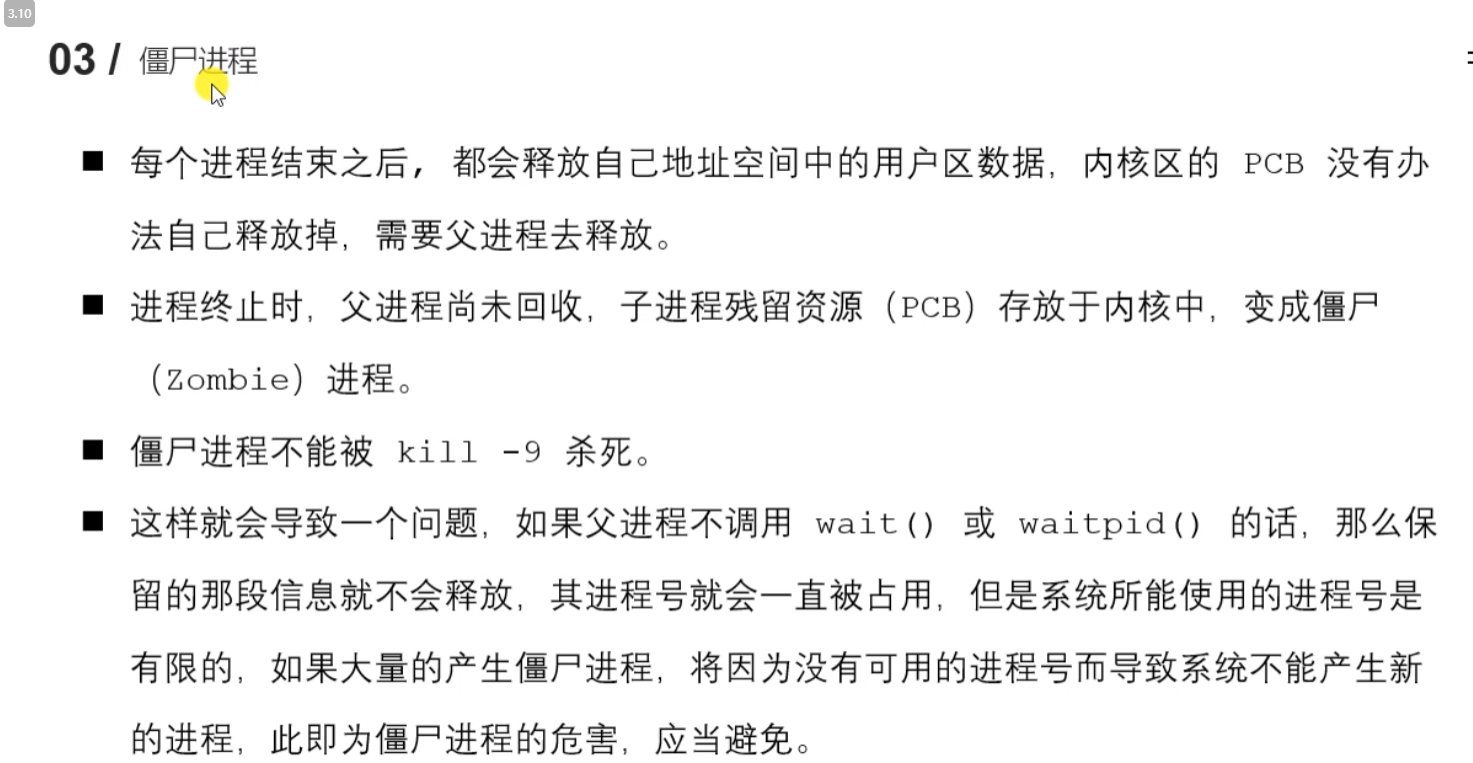 3.10
03 / 僵尸进程
■ 每个进程结束之后, 都会释放自己地址空间中的用户区数据，内核区的 PCB 没有办
法自己释放掉，需要父进程去释放。
■ 进程终止时，父进程尚未回收，子进程残留资源（PCB）存放于内核中，变成僵尸
（Zombie）进程。
■ 僵尸进程不能被 kill -9 杀死。
■ 这样就会导致一个问题，如果父进程不调用 wait() 或 waitpid() 的话，那么保
留的那段信息就不会释放，其进程号就会一直被占用，但是系统所能使用的进程号是
有限的，如果大量的产生僵尸进程，将因为没有可用的进程号而导致系统不能产生新
的进程，此即为僵尸进程的危害，应当避免。